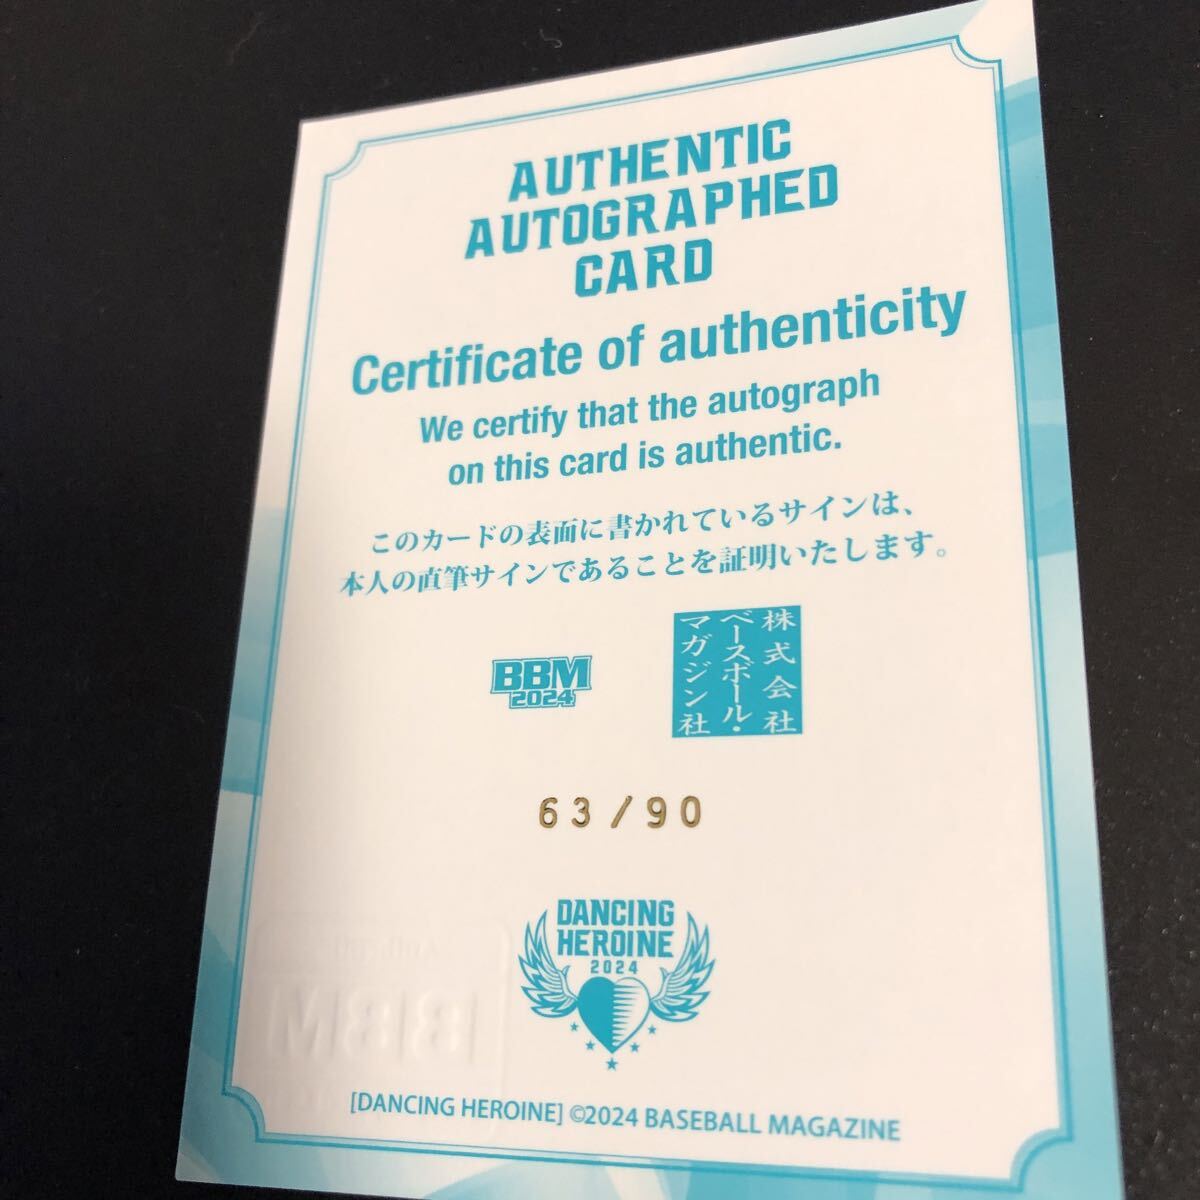 AUTHENTIC
AUTOGRAPHED
CARD
Certificate of authenticity
We certify that the autograph
on this card is authentic.
このカードの表面に書かれているサインは、
本人の直筆サインであることを証明いたします。
BBM
2024
株式会社
ベースボール・
マガジン社
63/90
DANCING
HEROINE
2024
BBM
[DANCING HEROINE] ©2024 BASEBALL MAGAZINE